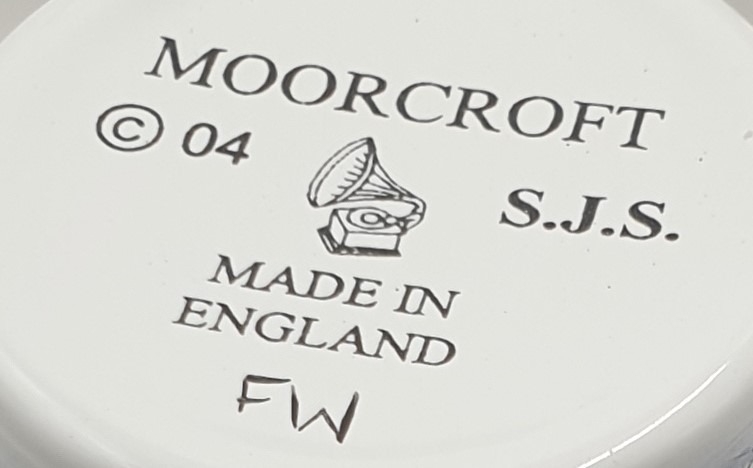 MOORCROFT
© 04
S.J.S.
MADE IN
ENGLAND
FW